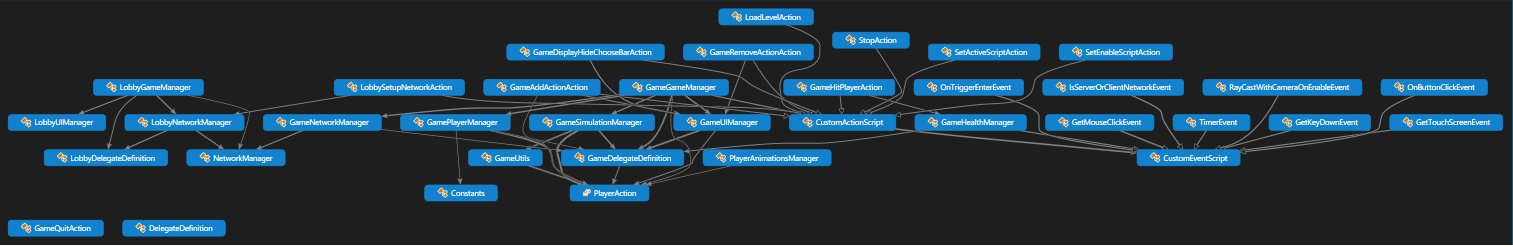 LoadLevelAction
StopAction
GameDisplayHideChooseBarAction
GameRemoveActionAction
SetActiveScriptAction
SetEnableScriptAction
LobbyGameManager
LobbySetupNetworkAction
GameAddActionAction
GameGameManager
GameHitPlayerAction
OnTriggerEnterEvent
IsServerOrClientNetworkEvent
RayCastWithCameraOnEnableEvent
OnButtonClickEvent
LobbyUIManager
LobbyNetworkManager
GameNetworkManager
GamePlayerManager
GameSimulationManager
GameUIManager
CustomActionScript
GameHealthManager
GetMouseClickEvent
TimerEvent
GetKeyDownEvent
GetTouchScreenEvent
LobbyDelegateDefinition
NetworkManager
GameUtils
GameDelegateDefinition
PlayerAnimationsManager
CustomEventScript
Constants
PlayerAction
GameQuitAction
DelegateDefinition